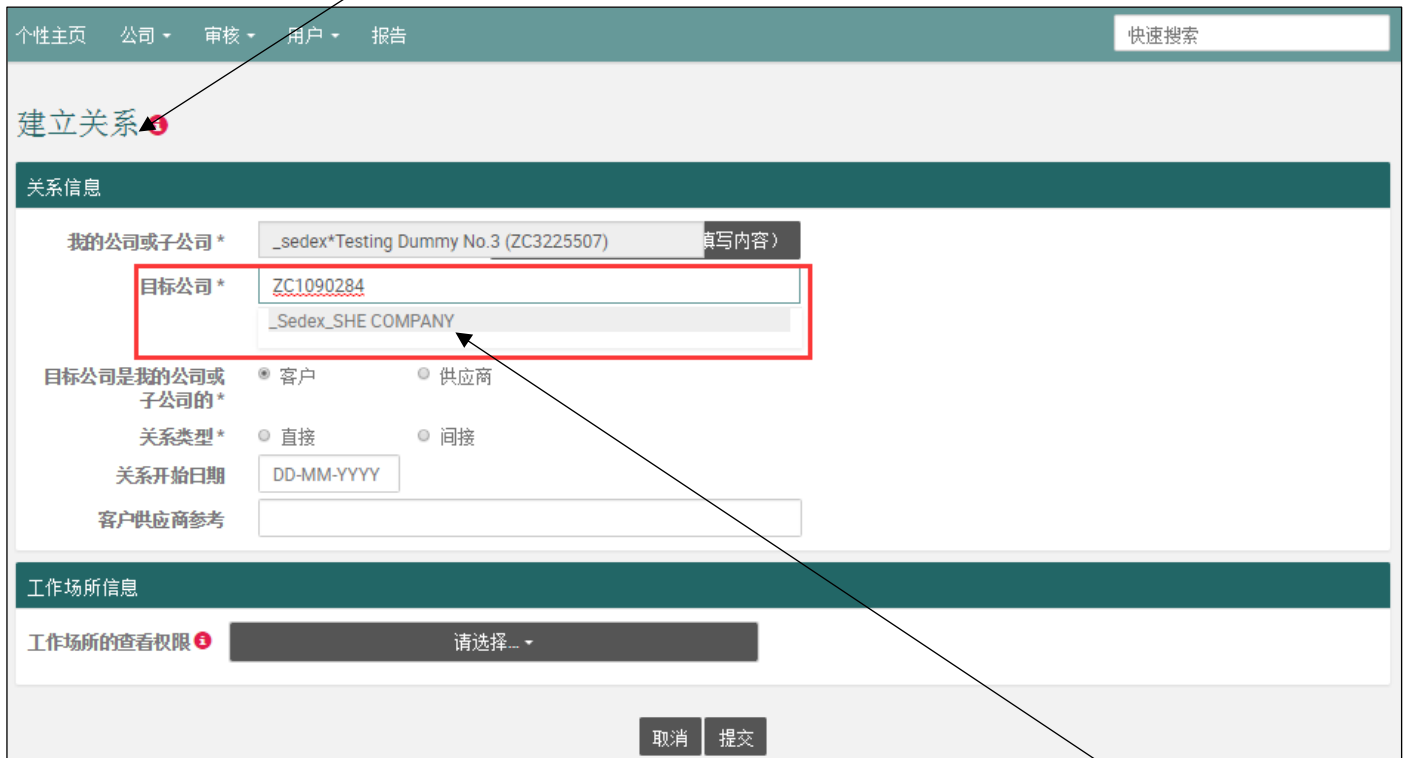 个性主页 公司 审核 用户 报告 快速搜索
建立关系
关系信息
我的公司或子公司 * _sedex*Testing Dummy No.3 (ZC3225507) 填写内容）
目标公司 * ZC1090284
_Sedex_SHE COMPANY
目标公司是我的公司或 客户 供应商
子公司的 *
关系类型 * 直接 间接
关系开始日期 DD-MM-YYYY
客户供应商参考
工作场所信息
工作场所的查看权限 请选择...
取消 提交